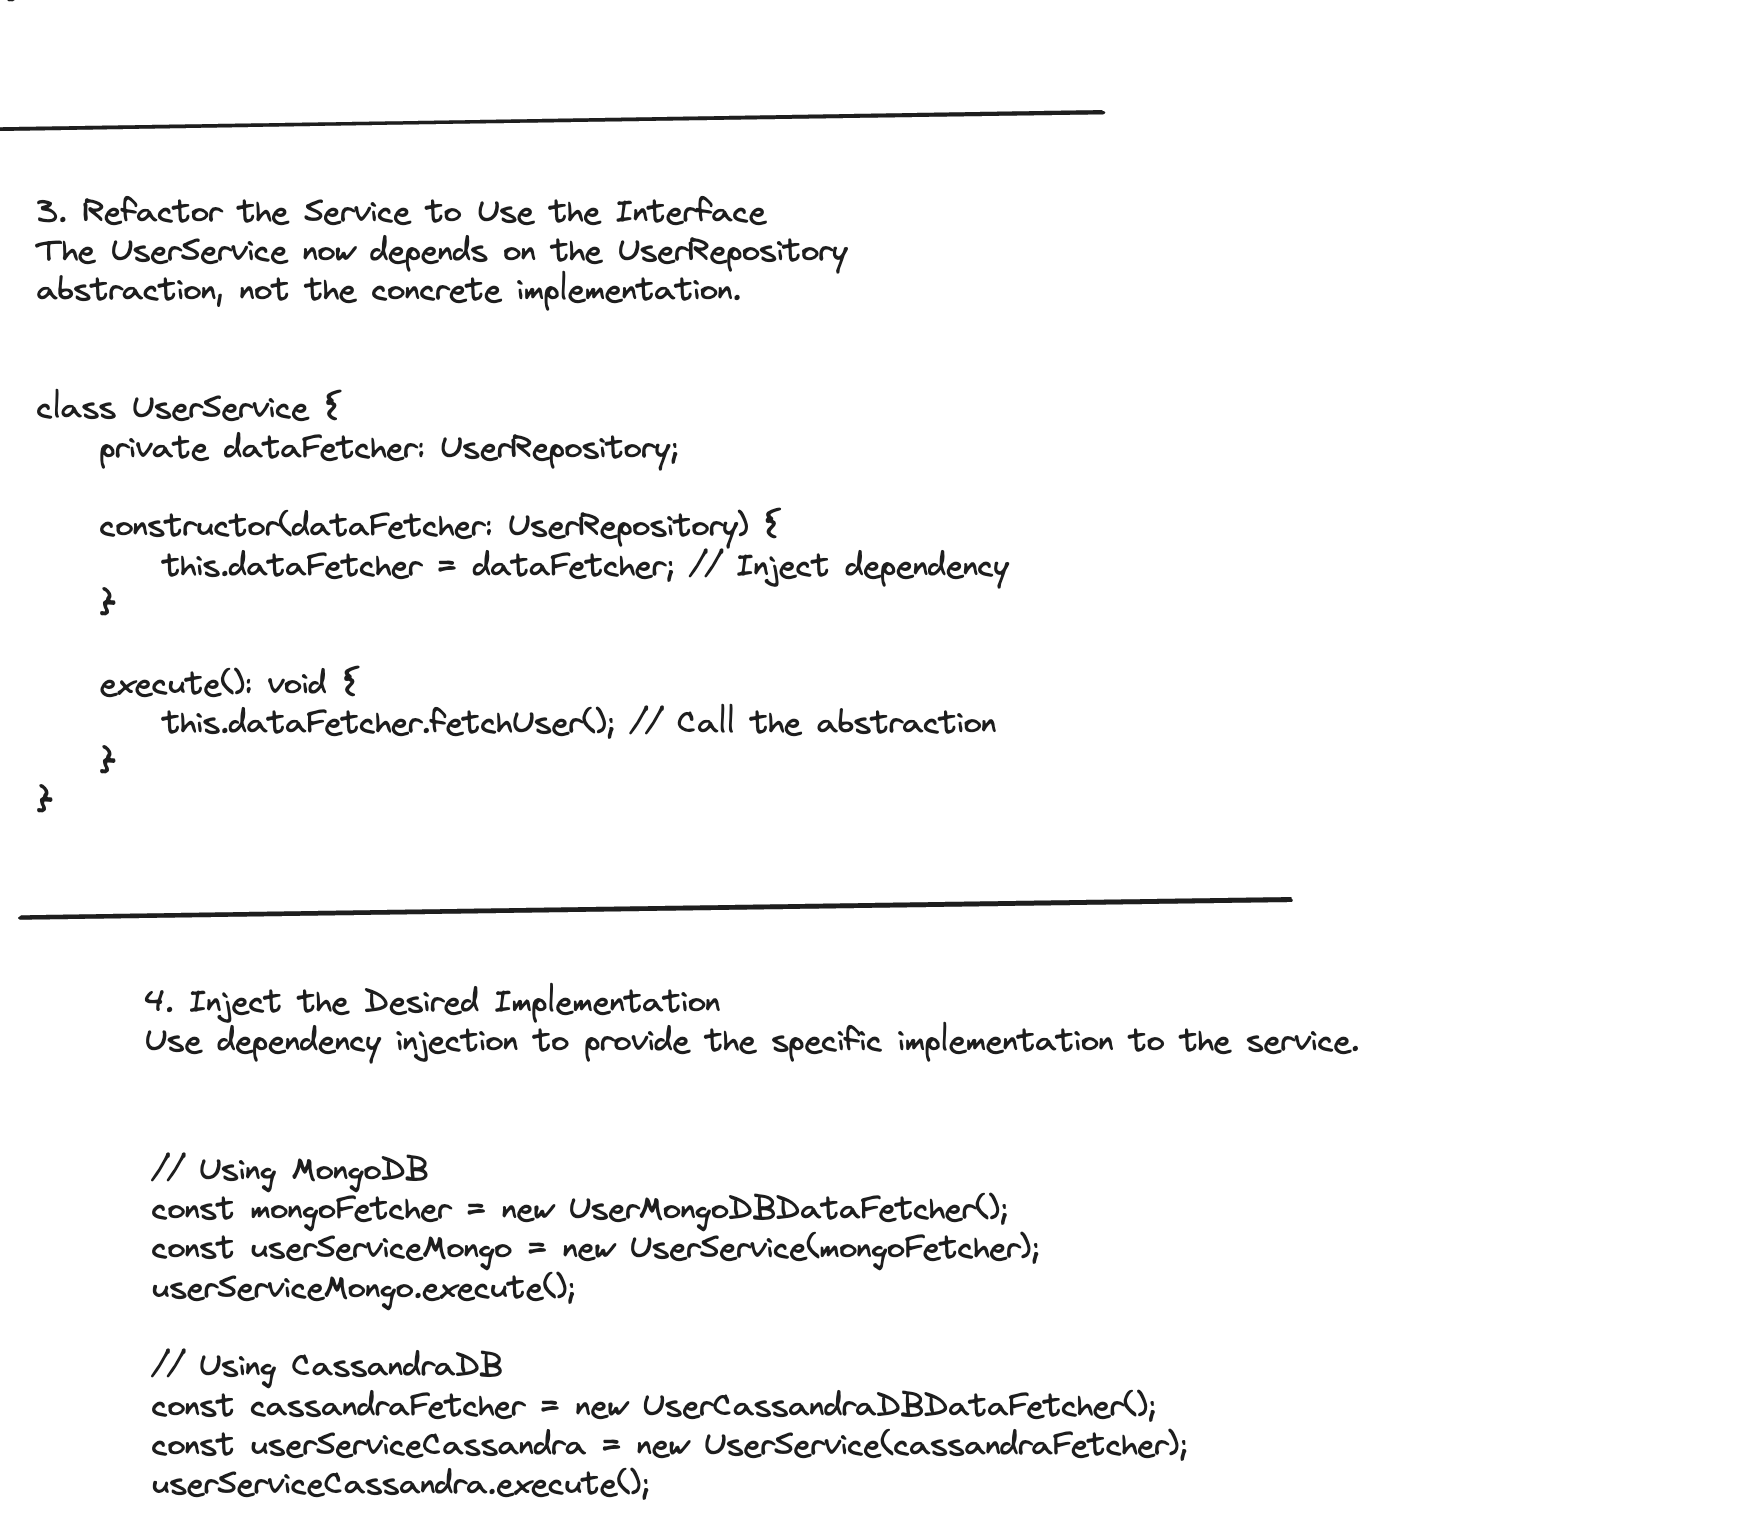 3. Refactor the Service to Use the Interface
The UserService now depends on the UserRepository
abstraction, not the concrete implementation.
class UserService {
private dataFetcher: UserRepository;
constructor(dataFetcher: UserRepository) {
this.dataFetcher = dataFetcher; // Inject dependency
}
execute(): void {
this.dataFetcher.fetchUser(); // Call the abstraction
}
}
4. Inject the Desired Implementation
Use dependency injection to provide the specific implementation to the service.
// Using MongoDB
const mongoFetcher = new UserMongoDBDataFetcher();
const userServiceMongo = new UserService(mongoFetcher);
userServiceMongo.execute();
// Using CassandraDB
const cassandraFetcher = new UserCassandraDBDataFetcher();
const userServiceCassandra = new UserService(cassandraFetcher);
userServiceCassandra.execute();